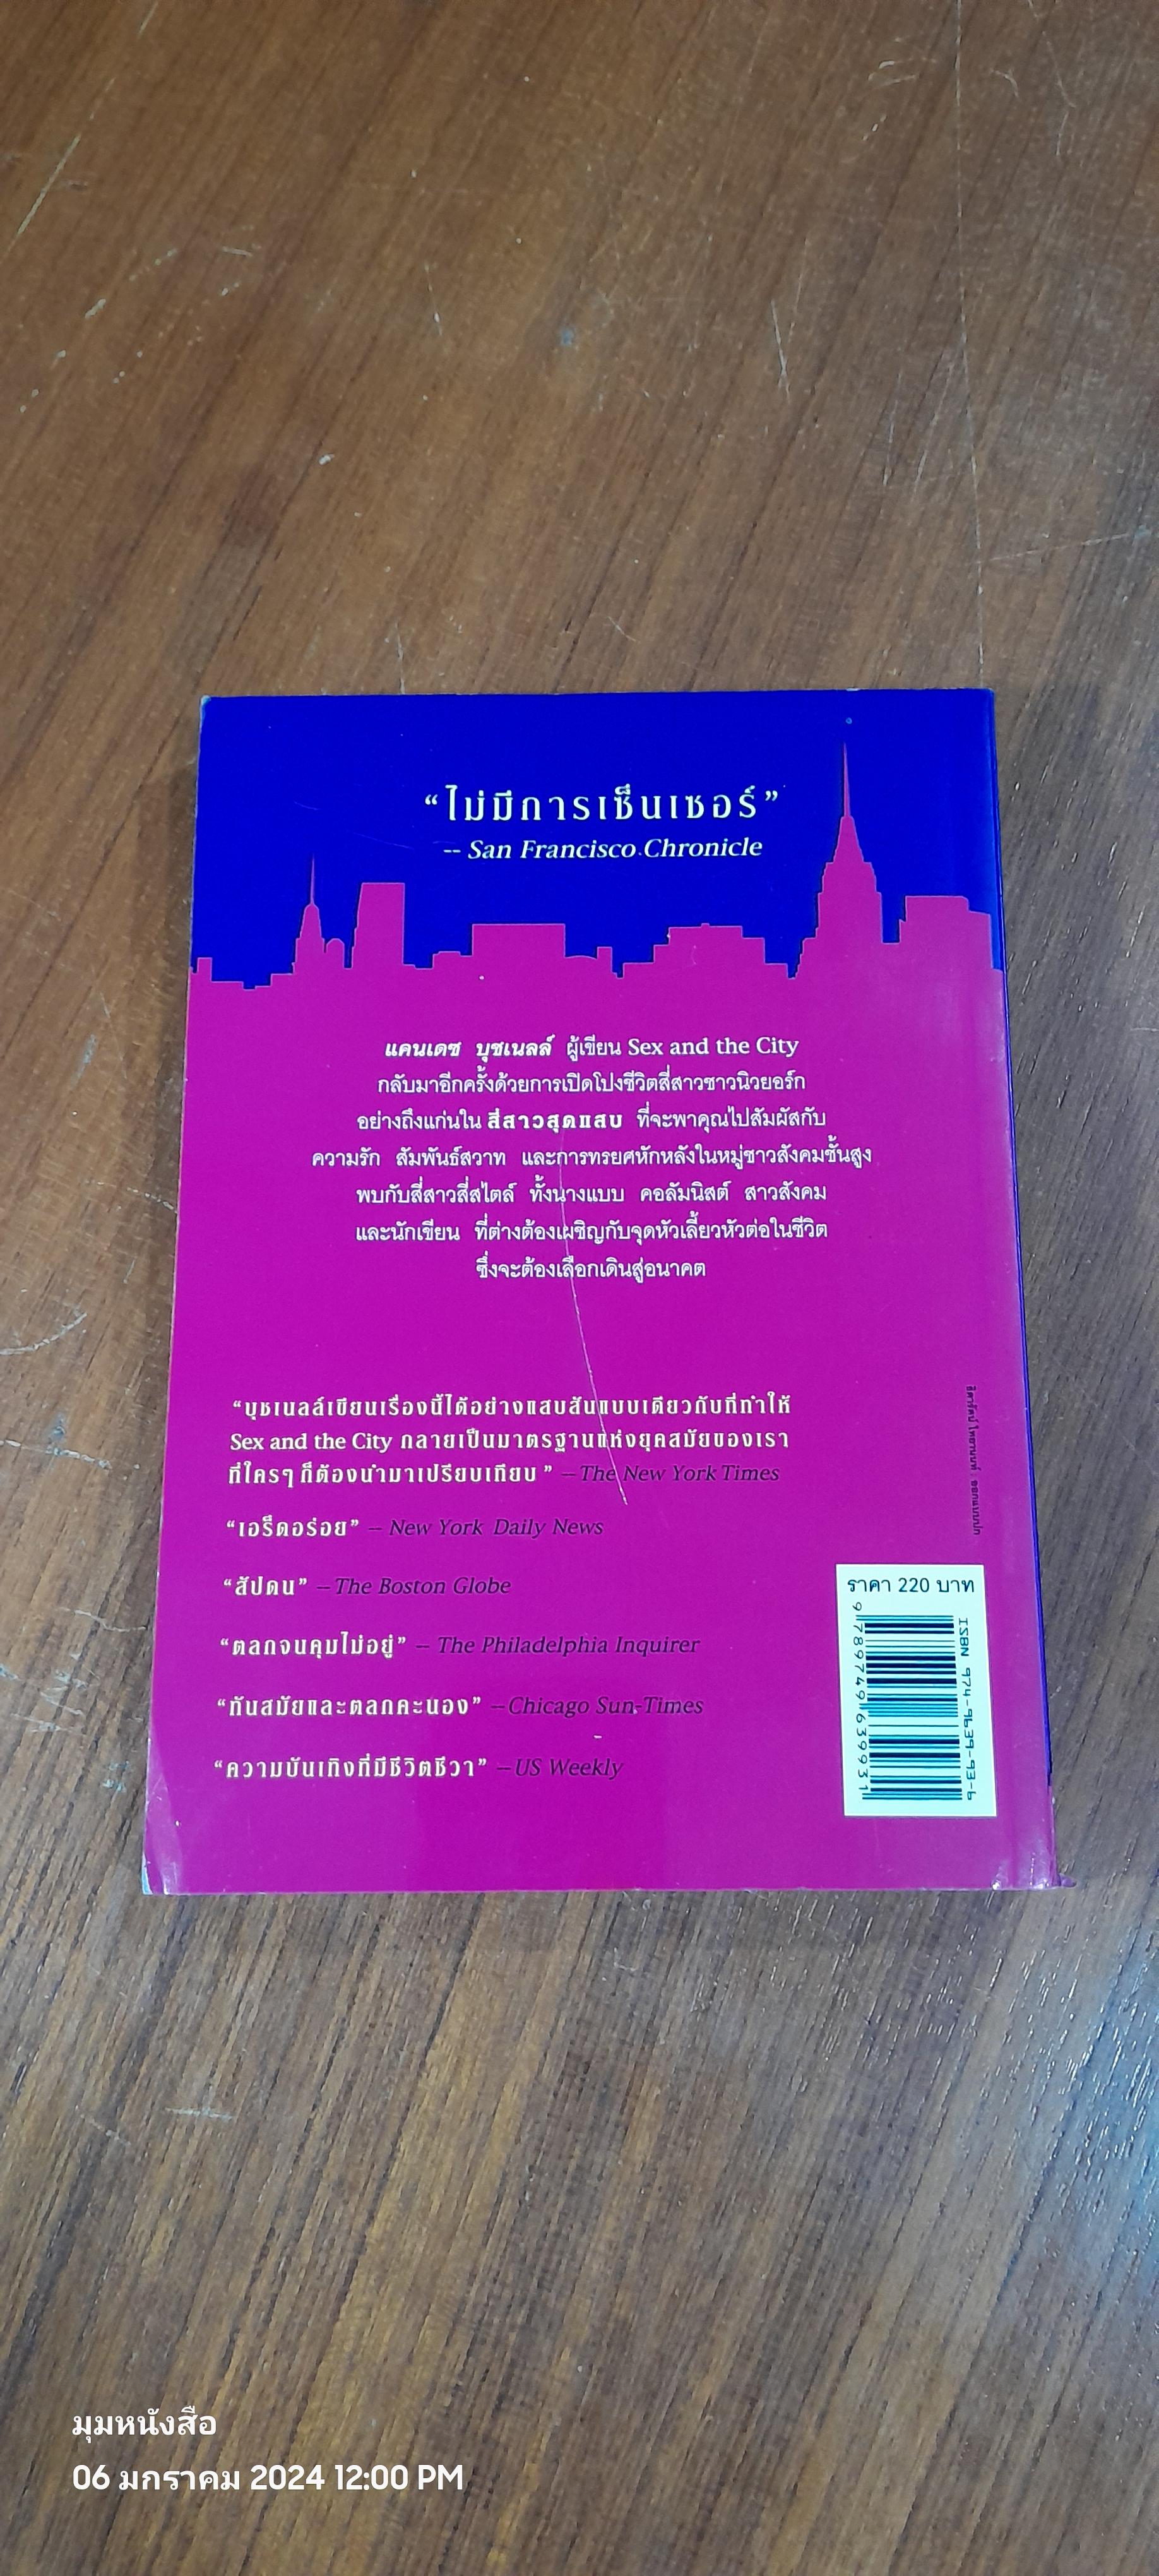 “ไม่มีการเซ็นเซอร์”
-- San Francisco Chronicle
แคนเดซ บุชเนลล์ ผู้เขียน Sex and the City
กลับมาอีกครั้งด้วยการเปิดโปงชีวิตสี่สาวชาวนิวยอร์ก
อย่างถึงแก่นใน สี่สาวสุดแสบ ที่จะพาคุณไปสัมผัสกับ
ความรัก สัมพันธ์สวาท และการทรยศหักหลังในหมู่ชาวสังคมชั้นสูง
พบกับสี่สาวสี่สไตล์ ทั้งนางแบบ คอลัมนิสต์ สาวสังคม
และนักเขียน ที่ต่างต้องเผชิญกับจุดหัวเลี้ยวหัวต่อในชีวิต
ซึ่งจะต้องเลือกเดินสู่อนาคต
“บุชเนลล์เขียนเรื่องนี้ได้อย่างแสบสันแบบเดียวกับที่ทำให้
Sex and the City กลายเป็นมาตรฐานแห่งยุคสมัยของเรา
ที่ใครๆ ก็ต้องนำมาเปรียบเทียบ” – The New York Times
“เอร็ดอร่อย” – New York Daily News
“สัปดน” – The Boston Globe
“ตลกจนคุมไม่อยู่” – The Philadelphia Inquirer
“ทันสมัยและตลกคะนอง” – Chicago Sun-Times
“ความบันเทิงที่มีชีวิตชีวา” – US Weekly
ราคา 220 บาท
ISBN 974-9639-93-6
9 789749 639931
มุมหนังสือ
06 มกราคม 2024 12:00 PM